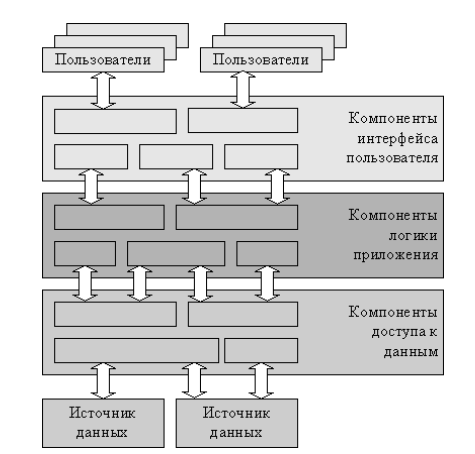 Пользователи
Пользователи
Компоненты
интерфейса
пользователя
Компоненты
логики
приложения
Компоненты
доступа к
данным
Источник
данных
Источник
данных